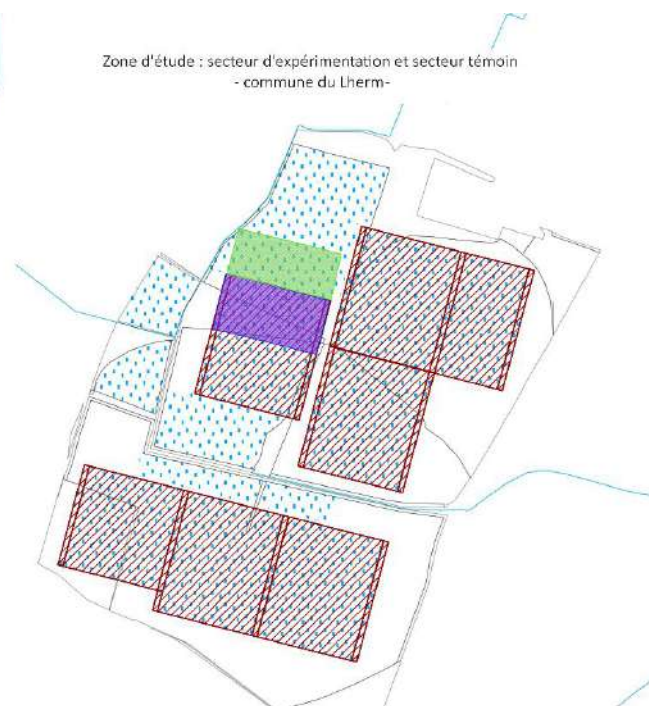 Zone d'étude : secteur d'expérimentation et secteur témoin
- commune du Lherm-